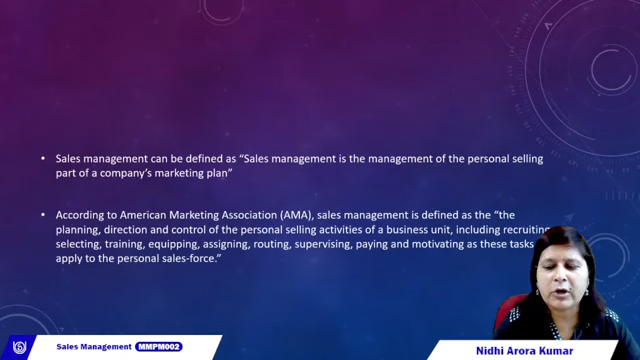 • Sales management can be defined as “Sales management is the management of the personal selling
part of a company’s marketing plan”
• According to American Marketing Association (AMA), sales management is defined as the “the
planning, direction and control of the personal selling activities of a business unit, including recruiting,
selecting, training, equipping, assigning, routing, supervising, paying and motivating as these tasks
apply to the personal sales-force.”
Sales Management MMPM002
Nidhi Arora Kumar